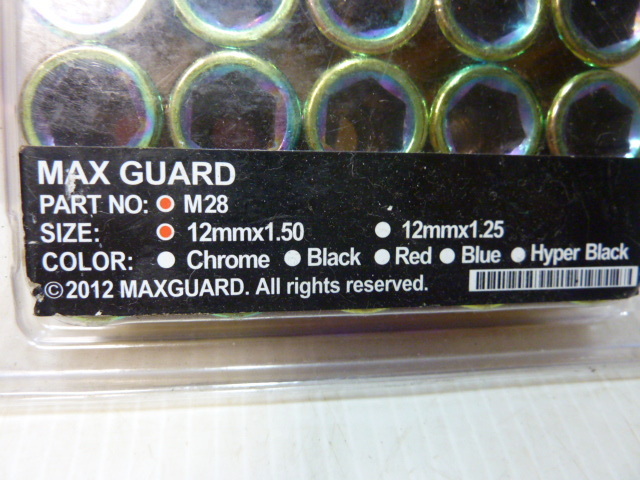 MAX GUARD
PART NO: M28
SIZE: 12mmx1.50 12mmx1.25
COLOR: Chrome Black Red Blue Hyper Black
© 2012 MAXGUARD. All rights reserved.